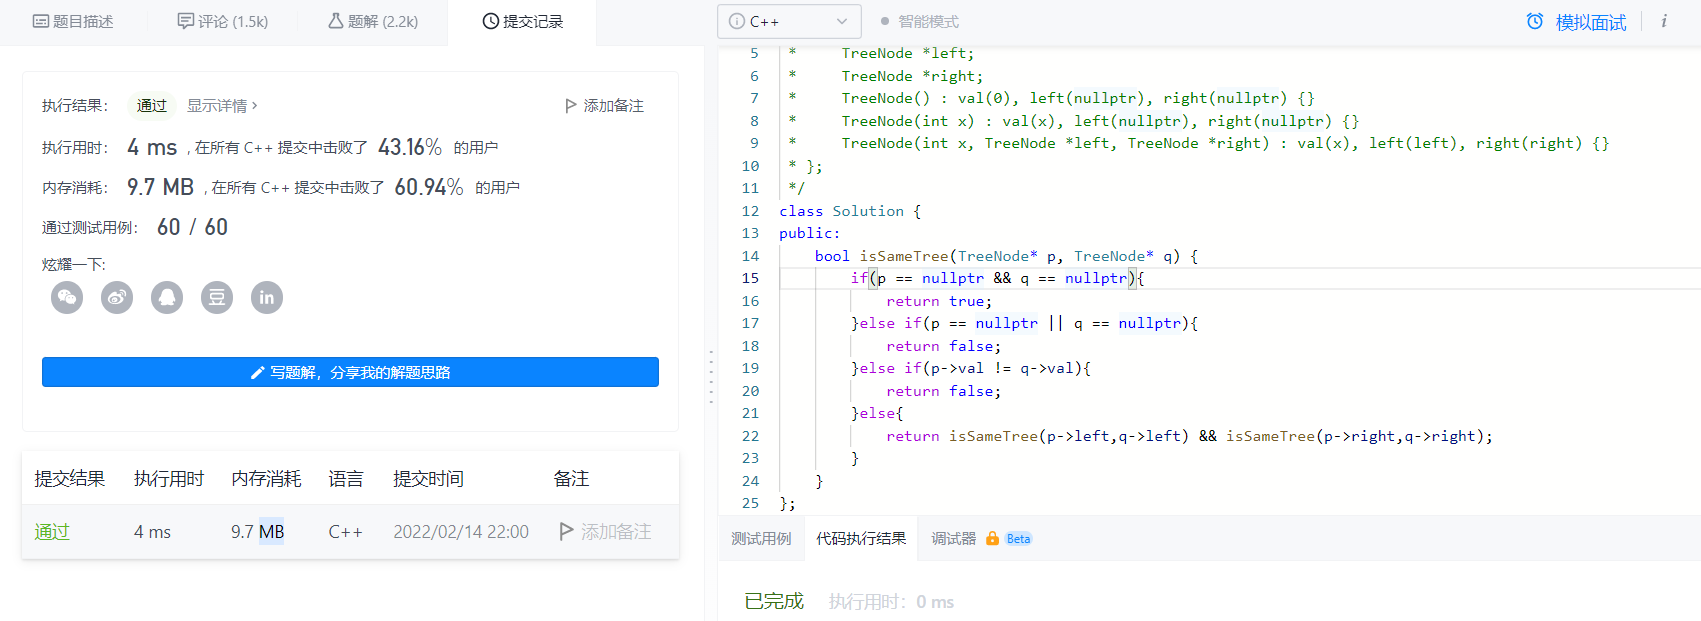 题目描述 评论 (1.5k) 题解 (2.2k) 提交记录
执行结果： 通过 显示详情 › 添加备注
执行用时： 4 ms , 在所有 C++ 提交中击败了 43.16% 的用户
内存消耗： 9.7 MB , 在所有 C++ 提交中击败了 60.94% 的用户
通过测试用例： 60 / 60
炫耀一下:
in
写题解，分享我的解题思路
提交结果 执行用时 内存消耗 语言 提交时间 备注
通过 4 ms 9.7 MB C++ 2022/02/14 22:00 添加备注
i C++ 智能模式 模拟面试 i
5 *     TreeNode *left;
6 *     TreeNode *right;
7 *     TreeNode() : val(0), left(nullptr), right(nullptr) {}
8 *     TreeNode(int x) : val(x), left(nullptr), right(nullptr) {}
9 *     TreeNode(int x, TreeNode *left, TreeNode *right) : val(x), left(left), right(right) {}
10 * };
11 */
12 class Solution {
13 public:
14     bool isSameTree(TreeNode* p, TreeNode* q) {
15         if(p == nullptr && q == nullptr){
16             return true;
17         }else if(p == nullptr || q == nullptr){
18             return false;
19         }else if(p->val != q->val){
20             return false;
21         }else{
22             return isSameTree(p->left,q->left) && isSameTree(p->right,q->right);
23         }
24     }
25 };
测试用例 代码执行结果 调试器 Beta
已完成 执行用时：0 ms